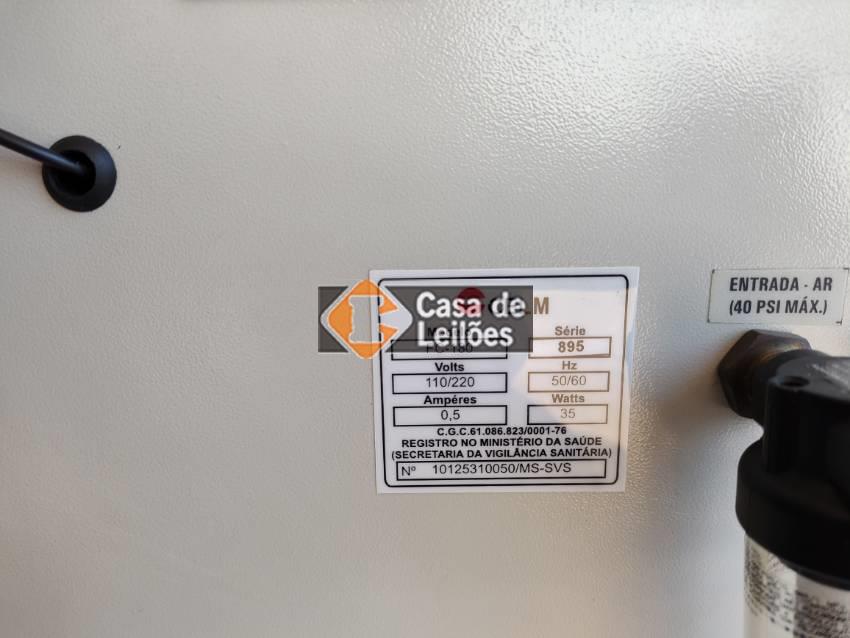 Casa de
Leilões
Série
FC-180
895
Volts
Hz
110/220
50/60
Ampéres
Watts
0,5
35
C.G.C.61.086.823/0001-76
REGISTRO NO MINISTÉRIO DA SAÚDE
(SECRETARIA DA VIGILÂNCIA SANITÁRIA)
Nº 10125310050/MS-SVS
ENTRADA - AR
(40 PSI MÁX.)